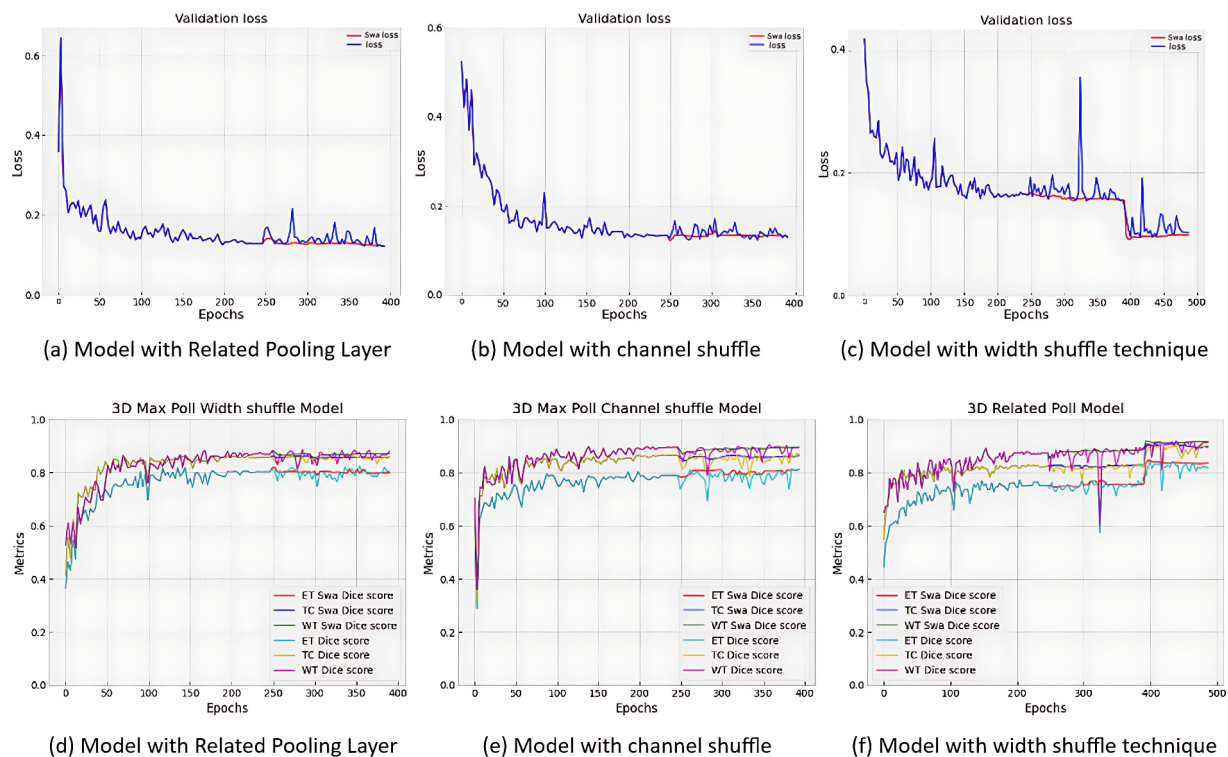 Validation loss
Swa loss
loss
0.6
0.4
0.2
0.0
Loss
0 50 100 150 200 250 300 350 400
Epochs
(a) Model with Related Pooling Layer
Validation loss
Swa loss
loss
0.6
0.4
0.2
0.0
Loss
0 50 100 150 200 250 300 350 400
Epochs
(b) Model with channel shuffle
Validation loss
Swa loss
loss
0.4
0.2
0.0
Loss
0 50 100 150 200 250 300 350 400 450 500
Epochs
(c) Model with width shuffle technique
3D Max Poll Width shuffle Model
1.0
0.8
0.6
0.4
0.2
0.0
Metrics
ET Swa Dice score
TC Swa Dice score
WT Swa Dice score
ET Dice score
TC Dice score
WT Dice score
0 50 100 150 200 250 300 350 400
Epochs
(d) Model with Related Pooling Layer
3D Max Poll Channel shuffle Model
1.0
0.8
0.6
0.4
0.2
0.0
Metrics
ET Swa Dice score
TC Swa Dice score
WT Swa Dice score
ET Dice score
TC Dice score
WT Dice score
0 50 100 150 200 250 300 350 400
Epochs
(e) Model with channel shuffle
3D Related Poll Model
1.0
0.8
0.6
0.4
0.2
0.0
Metrics
ET Swa Dice score
TC Swa Dice score
WT Swa Dice score
ET Dice score
TC Dice score
WT Dice score
0 100 200 300 400 500
Epochs
(f) Model with width shuffle technique